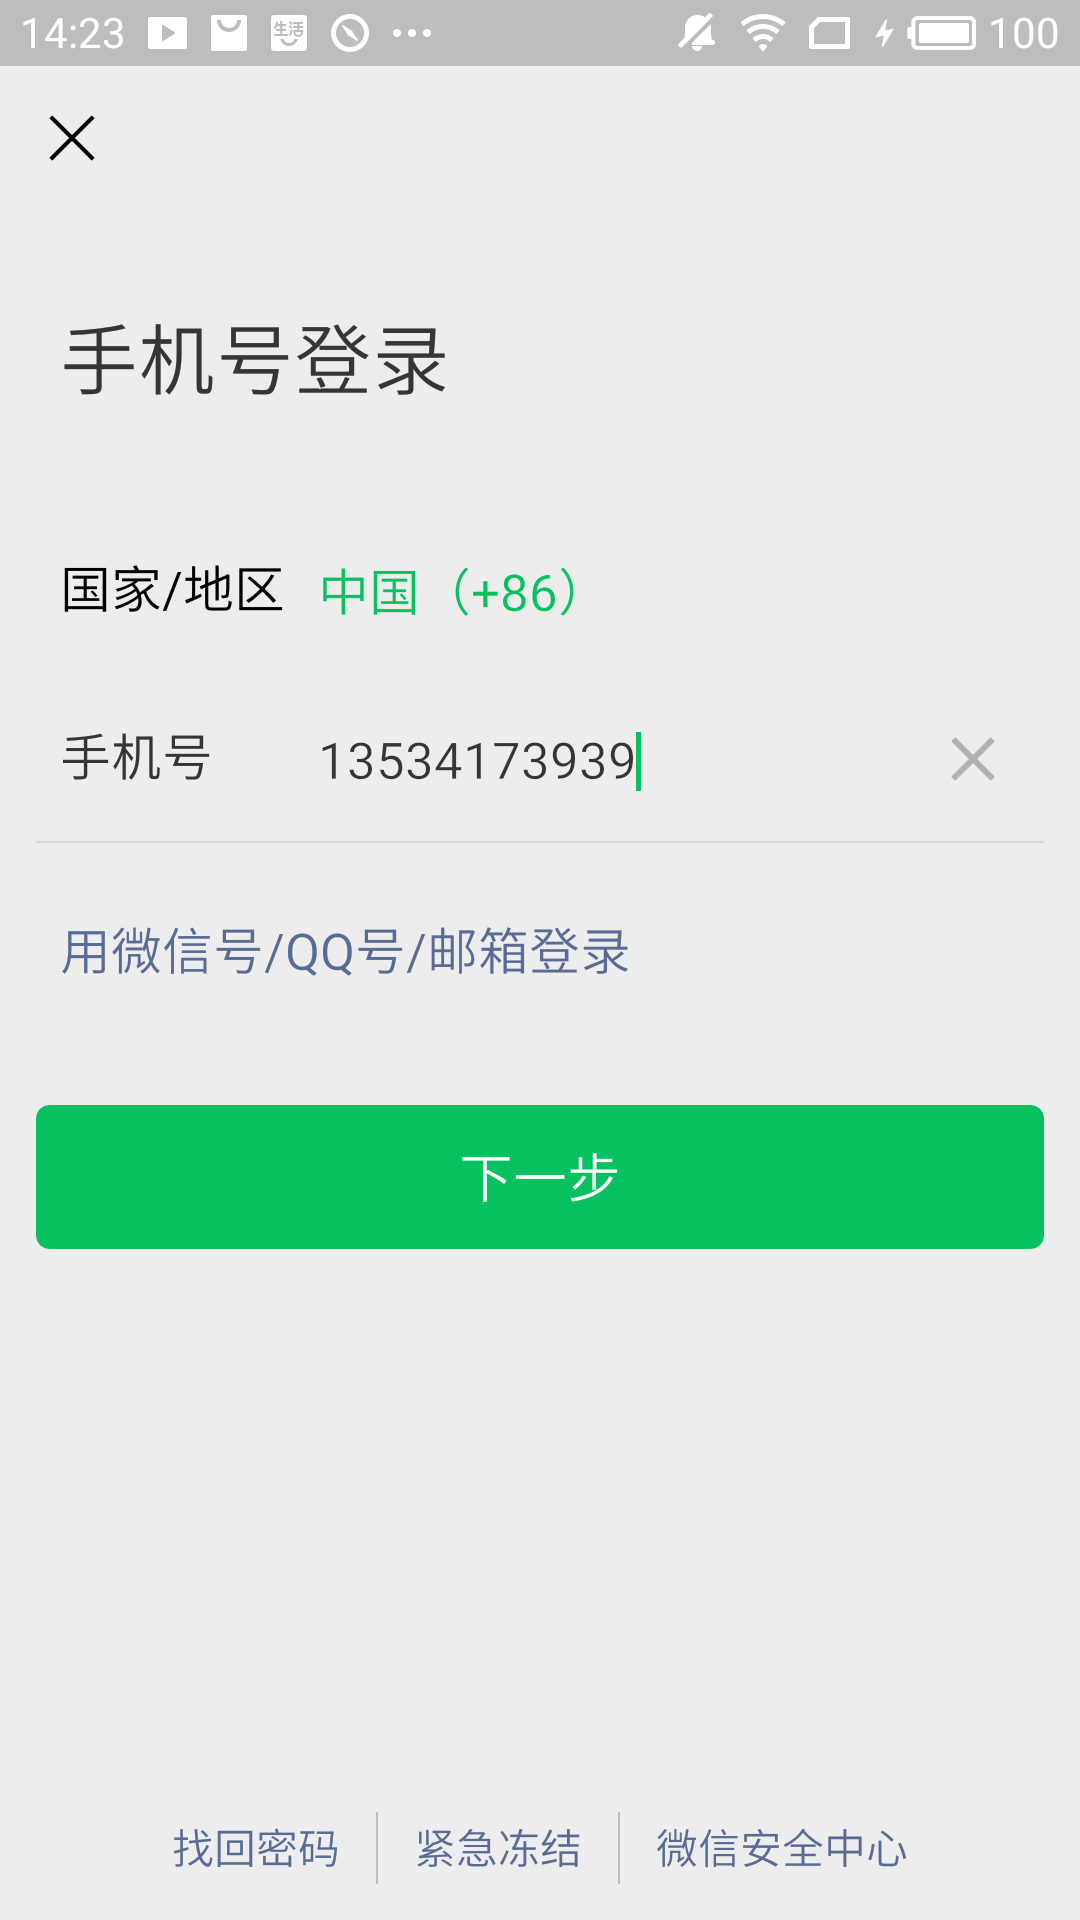 14:23 生活 100
手机号登录
国家/地区 中国（+86）
手机号 13534173939
用微信号/QQ号/邮箱登录
下一步
找回密码 紧急冻结 微信安全中心